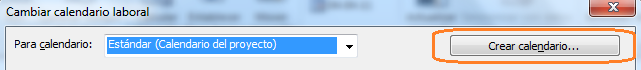 Cambiar calendario laboral
Para calendario: Estándar (Calendario del proyecto) Crear calendario...